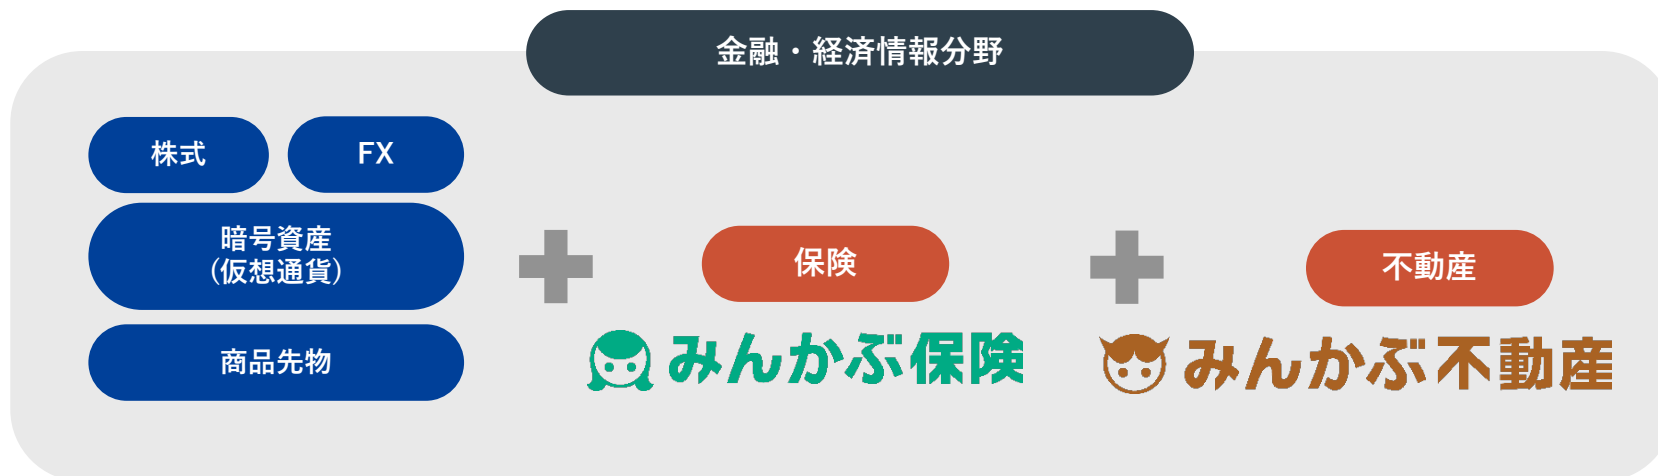 金融・経済情報分野
株式
FX
暗号資産
(仮想通貨)
商品先物
保険
みんかぶ保険
不動産
みんかぶ不動産